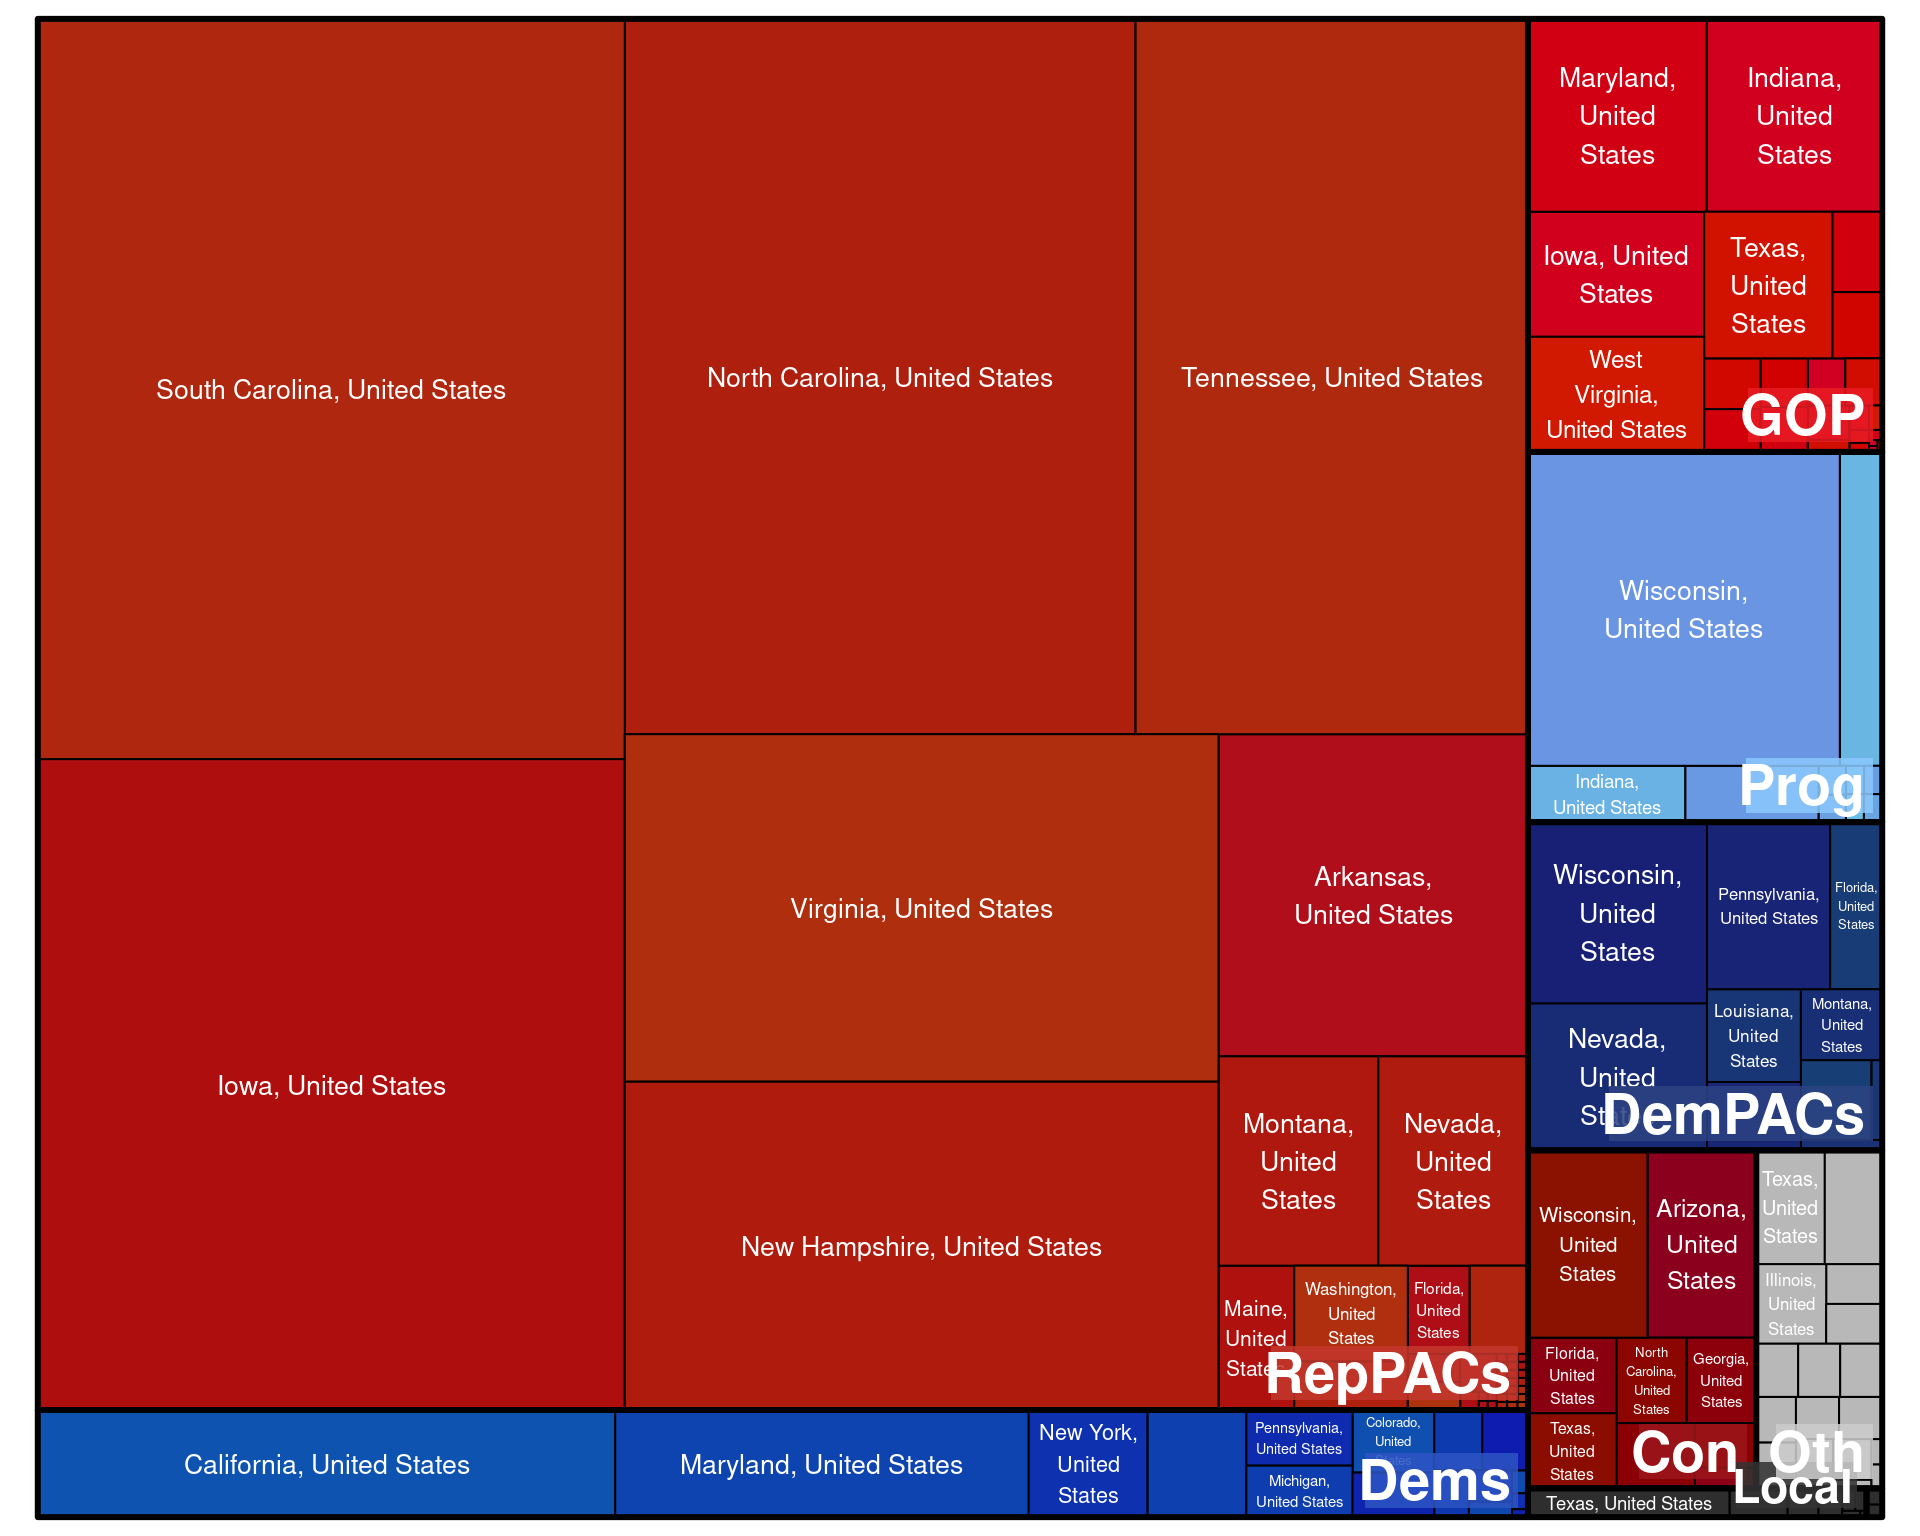 South Carolina, United States
North Carolina, United States
Tennessee, United States
Iowa, United States
Virginia, United States
New Hampshire, United States
Arkansas,
United States
Montana,
United
States
Nevada,
United
States
Maine,
United
States
Washington,
United
States
Florida,
United
States
RepPACs
California, United States
Maryland, United States
New York,
United
States
Pennsylvania,
United States
Michigan,
United States
Colorado,
United
States
Dems
Maryland,
United
States
Indiana,
United
States
Iowa, United
States
Texas,
United
States
West
Virginia,
United States
GOP
Wisconsin,
United States
Indiana,
United States
Prog
Wisconsin,
United
States
Pennsylvania,
United States
Florida,
United
States
Nevada,
United
States
Louisiana,
United
States
Montana,
United
States
DemPACs
Wisconsin,
United
States
Arizona,
United
States
Florida,
United
States
North
Carolina,
United
States
Georgia,
United
States
Texas,
United
States
Con
Texas,
United
States
Illinois,
United
States
Oth
Texas, United States
Local